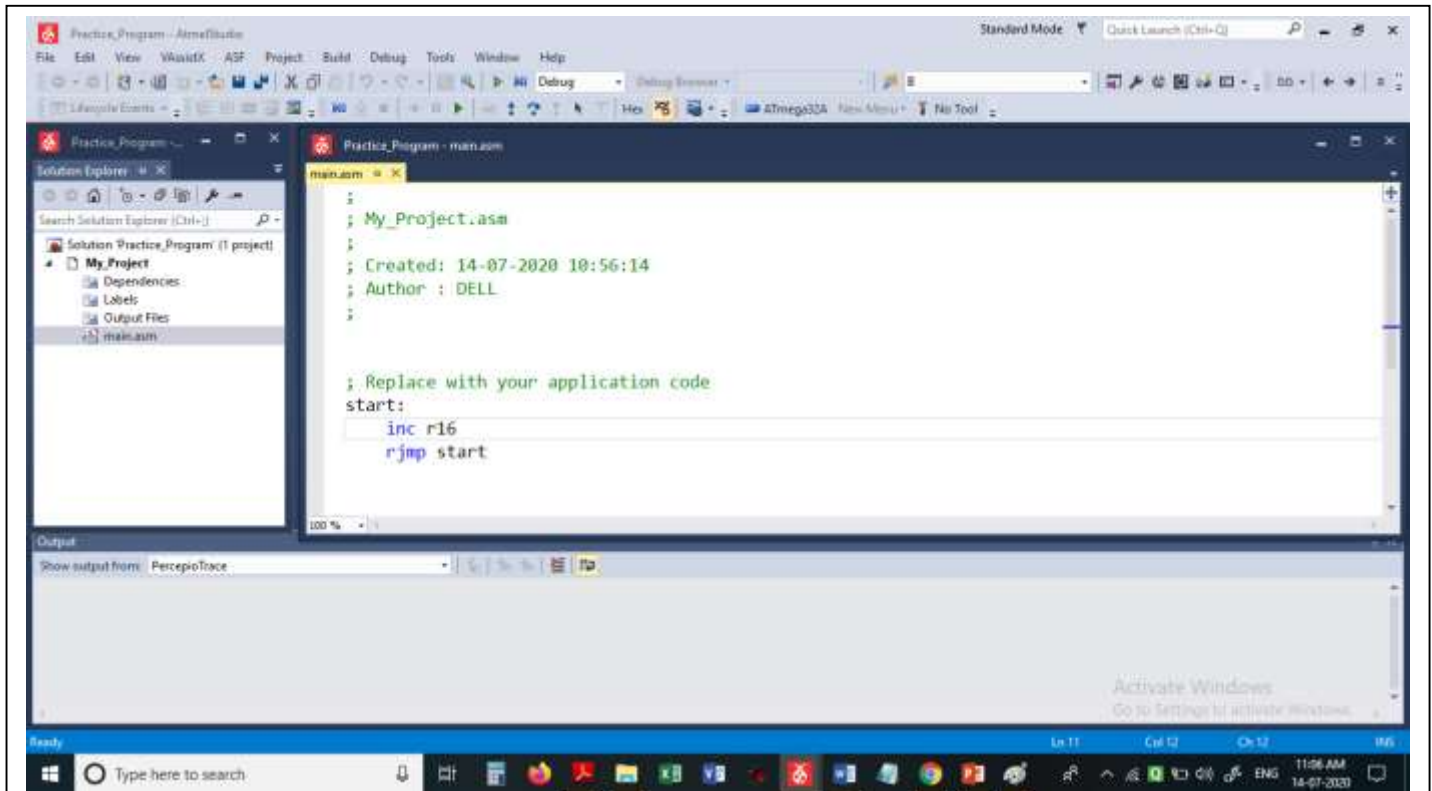 Practice_Program - AtmelStudio
Standard Mode
Quick Launch (Ctrl+Q)
File Edit View VAssistX ASF Project Build Debug Tools Window Help
Debug
Debug Browser
Hex
ATmega32A
No Tool
Practice_Program -...
Practice_Program - main.asm
Solution Explorer
main.asm
Search Solution Explorer (Ctrl+;)
Solution 'Practice_Program' (1 project)
My_Project
Dependencies
Labels
Output Files
main.asm
;
; My_Project.asm
;
; Created: 14-07-2020 10:56:14
; Author : DELL
;
; Replace with your application code
start:
inc r16
rjmp start
100 %
Output
Show output from: PercepioTrace
Activate Windows
Go to Settings to activate Windows.
Ready
Ln 11 Col 12 Ch 12 INS
Type here to search
ENG
11:06 AM
14-07-2020